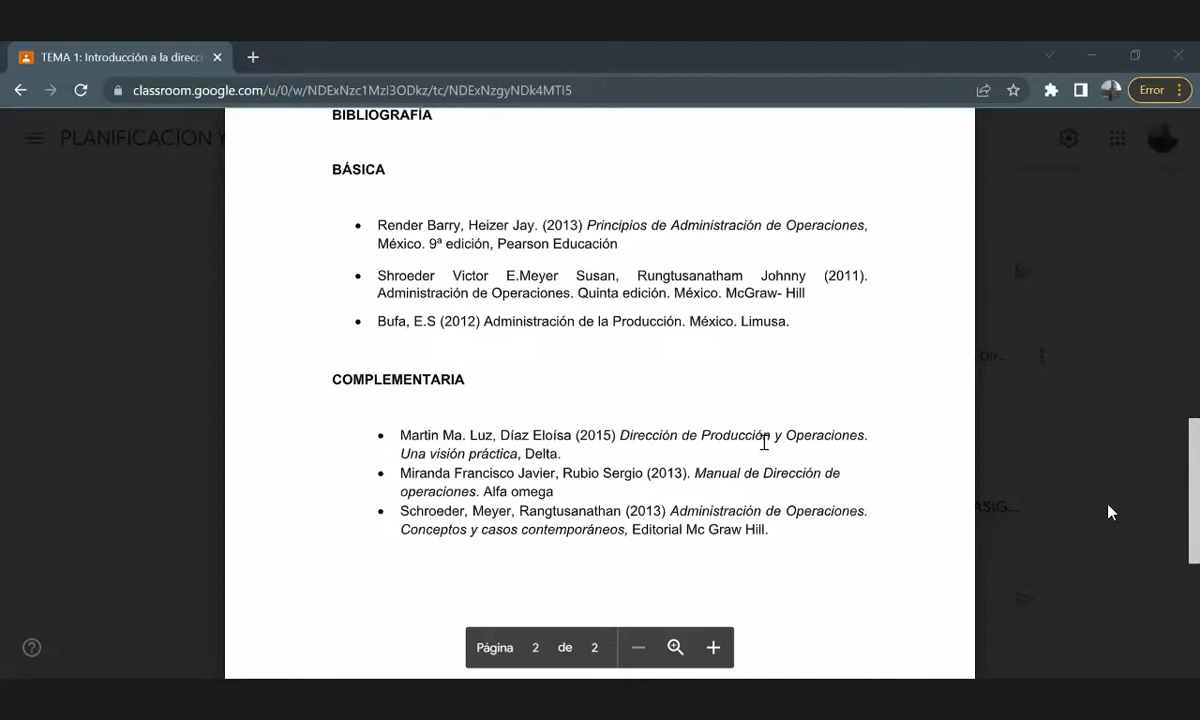 TEMA 1: Introducción a la direcci
classroom.google.com/u/0/w/NDExNzc1MzI3ODkz/tc/NDExNzgyNDk4MTI5
Error
PLANIFICACION Y
BIBLIOGRAFÍA
BÁSICA
• Render Barry, Heizer Jay. (2013) Principios de Administración de Operaciones,
México. 9ª edición, Pearson Educación
• Shroeder Victor E.Meyer Susan, Rungtusanatham Johnny (2011).
Administración de Operaciones. Quinta edición. México. McGraw- Hill
• Bufa, E.S (2012) Administración de la Producción. México. Limusa.
Dir...
COMPLEMENTARIA
• Martin Ma. Luz, Díaz Eloísa (2015) Dirección de Producción y Operaciones.
Una visión práctica, Delta.
• Miranda Francisco Javier, Rubio Sergio (2013). Manual de Dirección de
operaciones. Alfa omega
• Schroeder, Meyer, Rangtusanathan (2013) Administración de Operaciones.
Conceptos y casos contemporáneos, Editorial Mc Graw Hill.
ASIG...
Página 2 de 2